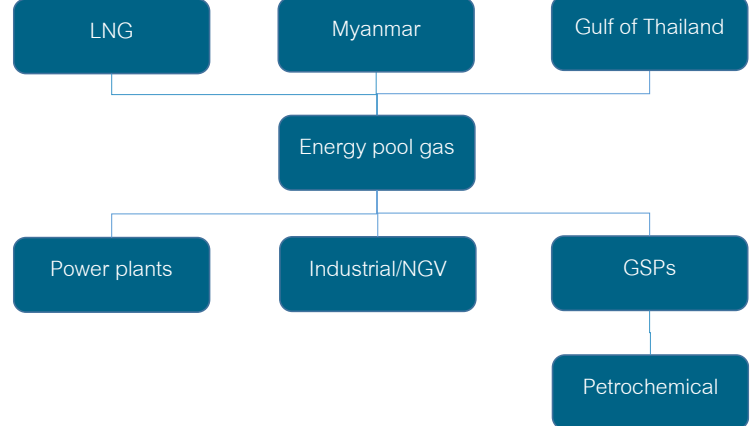 LNG
Myanmar
Gulf of Thailand
Energy pool gas
Power plants
Industrial/NGV
GSPs
Petrochemical